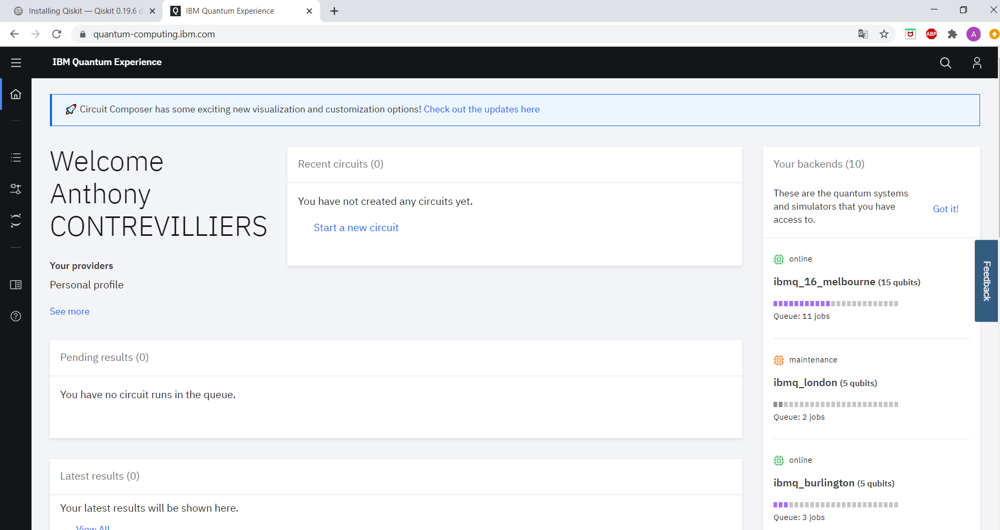 Installing Qiskit — Qiskit 0.19.6 d
IBM Quantum Experience
quantum-computing.ibm.com
ABP
A
IBM Quantum Experience
🚀 Circuit Composer has some exciting new visualization and customization options! Check out the updates here
Welcome
Anthony
CONTREVILLIERS
Your providers
Personal profile
See more
Recent circuits (0)
You have not created any circuits yet.
Start a new circuit
Pending results (0)
You have no circuit runs in the queue.
Latest results (0)
Your latest results will be shown here.
View All
Your backends (10)
These are the quantum systems
and simulators that you have
access to.
Got it!
online
ibmq_16_melbourne (15 qubits)
Queue: 11 jobs
maintenance
ibmq_london (5 qubits)
Queue: 2 jobs
online
ibmq_burlington (5 qubits)
Queue: 3 jobs
Feedback